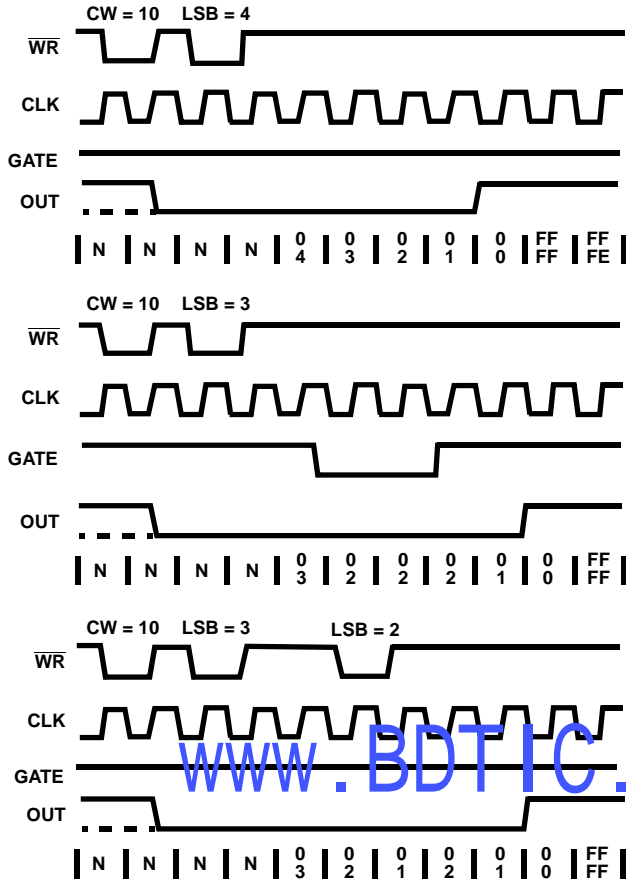 CW = 10 LSB = 4
WR
CLK
GATE
OUT
N N N N 0 0 0 0 0 FF FF
4 3 2 1 0 FF FE
CW = 10 LSB = 3
WR
CLK
GATE
OUT
N N N N 0 0 0 0 0 0 FF
3 2 2 2 1 0 FF
CW = 10 LSB = 3 LSB = 2
WR
CLK
WWW.BDTIC.
GATE
OUT
N N N N 0 0 0 0 0 0 FF
3 2 1 2 1 0 FF